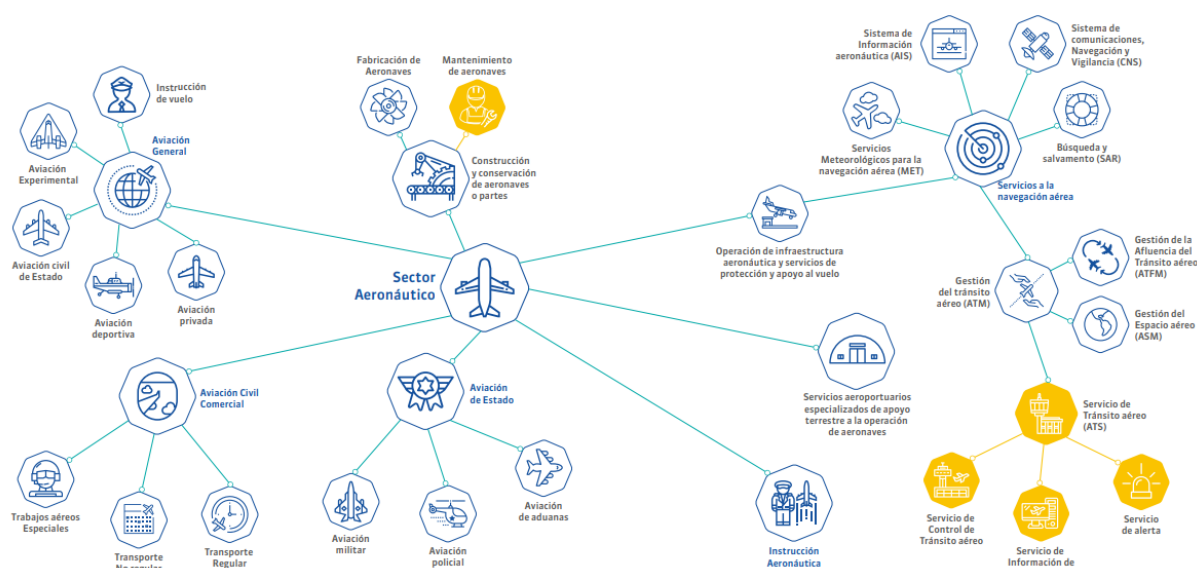 Sistema de
Información
aeronáutica (AIS)
Sistema de
comunicaciones,
Navegación y
Vigilancia (CNS)
Fabricación de
Aeronaves
Mantenimiento
de aeronaves
Instrucción
de vuelo
Aviación
General
Aviación
Experimental
Construcción
y conservación
de aeronaves
o partes
Servicios
Meteorológicos para la
navegación aérea (MET)
Búsqueda y
salvamento (SAR)
Servicios a la
navegación aérea
Aviación civil
de Estado
Aviación
deportiva
Aviación
privada
Sector
Aeronáutico
Operación de infraestructura
aeronáutica y servicios de
protección y apoyo al vuelo
Gestión
del tránsito
aéreo (ATM)
Gestión de la
Afluencia del
Tránsito aéreo
(ATFM)
Gestión del
Espacio aéreo
(ASM)
Aviación Civil
Comercial
Aviación
de Estado
Servicios aeroportuarios
especializados de apoyo
terrestre a la operación
de aeronaves
Servicio de
Tránsito aéreo
(ATS)
Trabajos aéreos
Especiales
Transporte
No regular
Transporte
Regular
Aviación
militar
Aviación
policial
Aviación
de aduanas
Instrucción
Aeronáutica
Servicio de
Control de
Tránsito aéreo
Servicio de
Información de
Servicio
de alerta